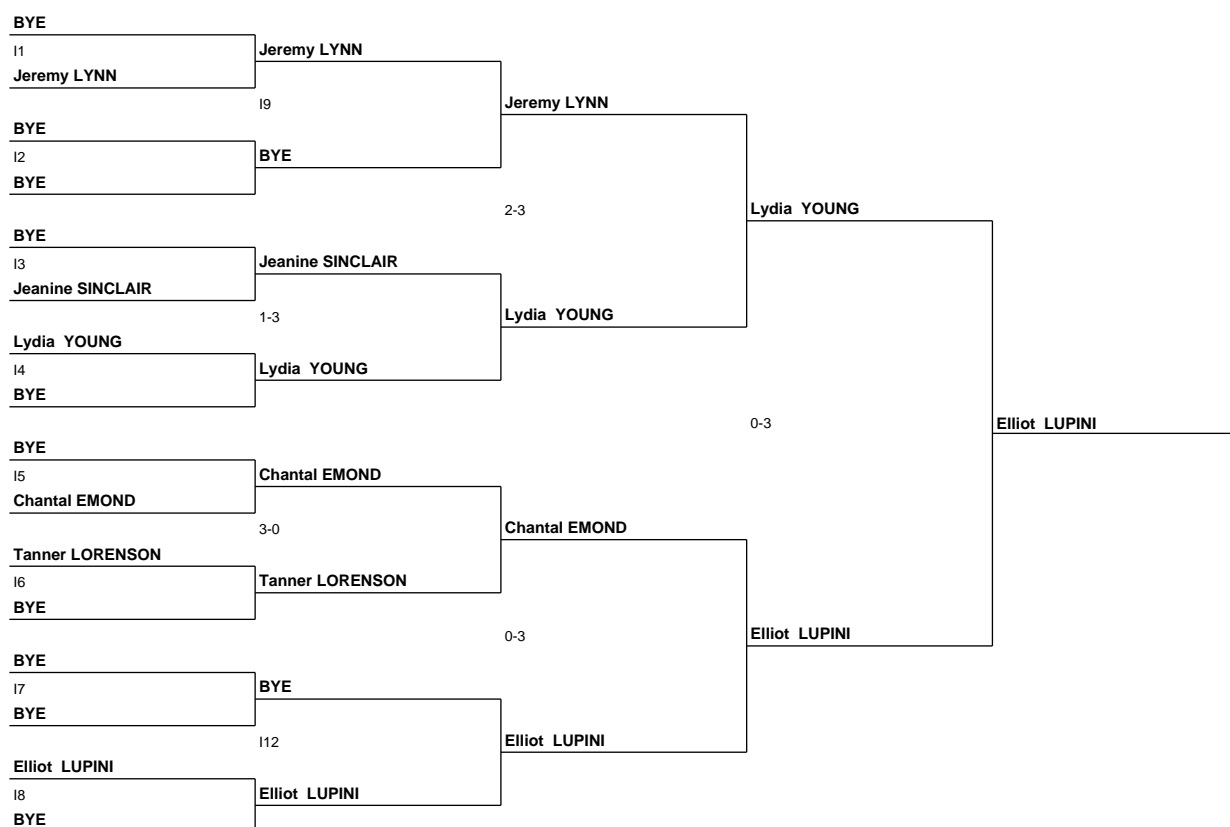 BYE
I1
Jeremy LYNN
Jeremy LYNN
I9
Jeremy LYNN
BYE
I2
BYE
BYE
2-3
Lydia YOUNG
BYE
I3
Jeanine SINCLAIR
Jeanine SINCLAIR
1-3
Lydia YOUNG
Lydia YOUNG
I4
BYE
Lydia YOUNG
0-3
Elliot LUPINI
BYE
I5
Chantal EMOND
Chantal EMOND
3-0
Chantal EMOND
Tanner LORENSON
I6
BYE
Tanner LORENSON
0-3
Elliot LUPINI
BYE
I7
BYE
BYE
I12
Elliot LUPINI
Elliot LUPINI
I8
BYE
Elliot LUPINI